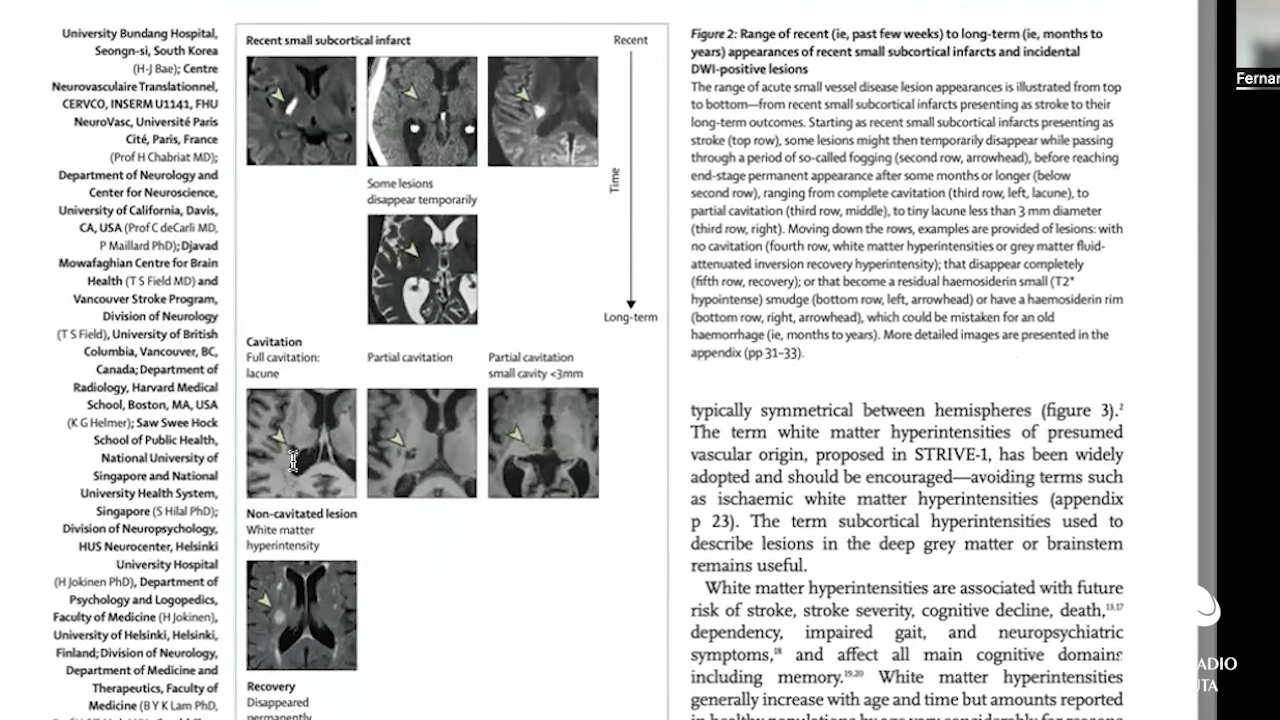 University Bundang Hospital,
Seongn-si, South Korea
(H-J Bae); Centre
Neurovasculaire Translationnel,
CERVCO, INSERM U1141, FHU
NeuroVasc, Université Paris
Cité, Paris, France
(Prof H Chabriat MD);
Department of Neurology and
Center for Neuroscience,
University of California, Davis,
CA, USA (Prof C deCarli MD,
P Maillard PhD); Djavad
Mowafaghian Centre for Brain
Health (T S Field MD) and
Vancouver Stroke Program,
Division of Neurology
(T S Field), University of British
Columbia, Vancouver, BC,
Canada; Department of
Radiology, Harvard Medical
School, Boston, MA, USA
(K G Helmer); Saw Swee Hock
School of Public Health,
National University of
Singapore and National
University Health System,
Singapore (S Hilal PhD);
Division of Neuropsychology,
HUS Neurocenter, Helsinki
University Hospital
(H Jokinen PhD), Department of
Psychology and Logopedics,
Faculty of Medicine (H Jokinen),
University of Helsinki, Helsinki,
Finland; Division of Neurology,
Department of Medicine and
Therapeutics, Faculty of
Medicine (B Y K Lam PhD,
Recent small subcortical infarct
Recent
Some lesions
disappear temporarily
Time
Long-term
Cavitation
Full cavitation:
lacune
Partial cavitation
Partial cavitation
small cavity <3mm
Non-cavitated lesion
White matter
hyperintensity
Recovery
Disappeared
permanently
Figure 2: Range of recent (ie, past few weeks) to long-term (ie, months to
years) appearances of recent small subcortical infarcts and incidental
DWI-positive lesions
The range of acute small vessel disease lesion appearances is illustrated from top
to bottom—from recent small subcortical infarcts presenting as stroke to their
long-term outcomes. Starting as recent small subcortical infarcts presenting as
stroke (top row), some lesions might then temporarily disappear while passing
through a period of so-called fogging (second row, arrowhead), before reaching
end-stage permanent appearance after some months or longer (below
second row), ranging from complete cavitation (third row, left, lacune), to
partial cavitation (third row, middle), to tiny lacune less than 3 mm diameter
(third row, right). Moving down the rows, examples are provided of lesions: with
no cavitation (fourth row, white matter hyperintensities or grey matter fluid-
attenuated inversion recovery hyperintensity); that disappear completely
(fifth row, recovery); or that become a residual haemosiderin small (T2*
hypointense) smudge (bottom row, left, arrowhead) or have a haemosiderin rim
(bottom row, right, arrowhead), which could be mistaken for an old
haemorrhage (ie, months to years). More detailed images are presented in the
appendix (pp 31–33).
typically symmetrical between hemispheres (figure 3).²
The term white matter hyperintensities of presumed
vascular origin, proposed in STRIVE-1, has been widely
adopted and should be encouraged—avoiding terms such
as ischaemic white matter hyperintensities (appendix
p 23). The term subcortical hyperintensities used to
describe lesions in the deep grey matter or brainstem
remains useful.
White matter hyperintensities are associated with future
risk of stroke, stroke severity, cognitive decline, death,¹³,¹⁷
dependency, impaired gait, and neuropsychiatric
symptoms,¹⁸ and affect all main cognitive domains
including memory.¹⁹,²⁰ White matter hyperintensities
generally increase with age and time but amounts reported
Fernan
ADIO
UTA